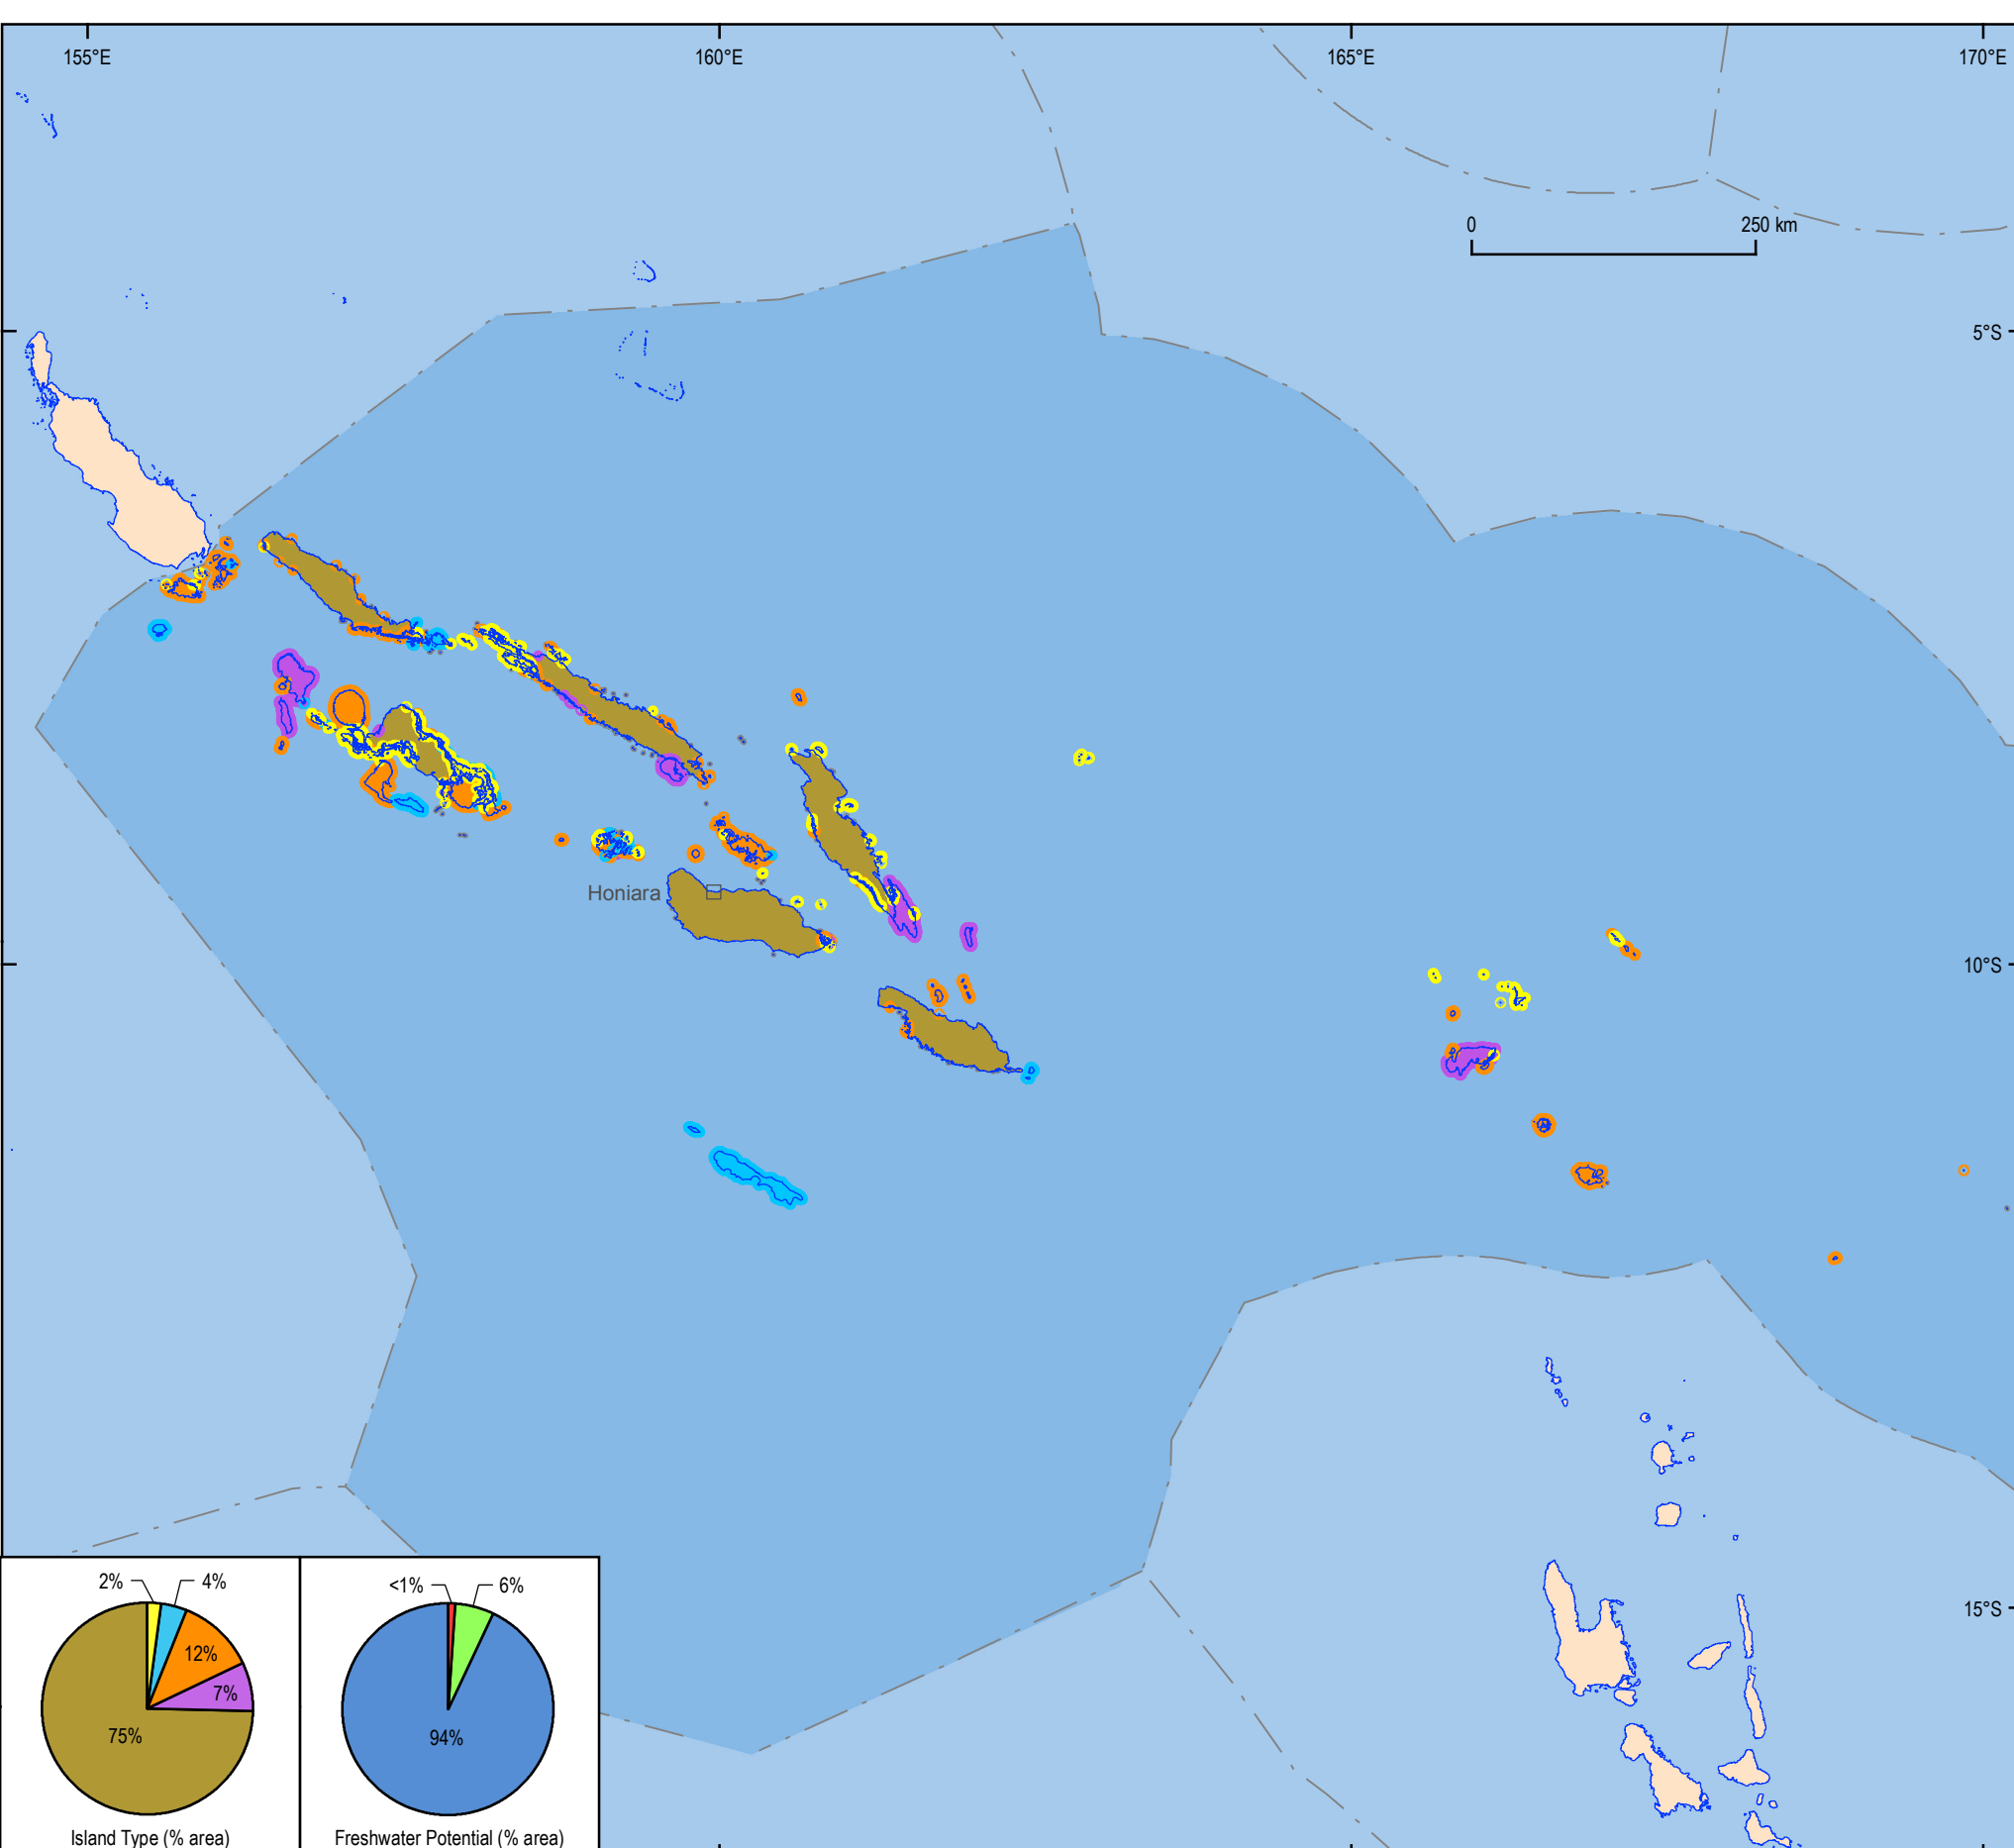 155°E
160°E
165°E
170°E
0
250 km
5°S
Honiara
10°S
15°S
2%
4%
12%
7%
75%
Island Type (% area)
<1%
6%
94%
Freshwater Potential (% area)